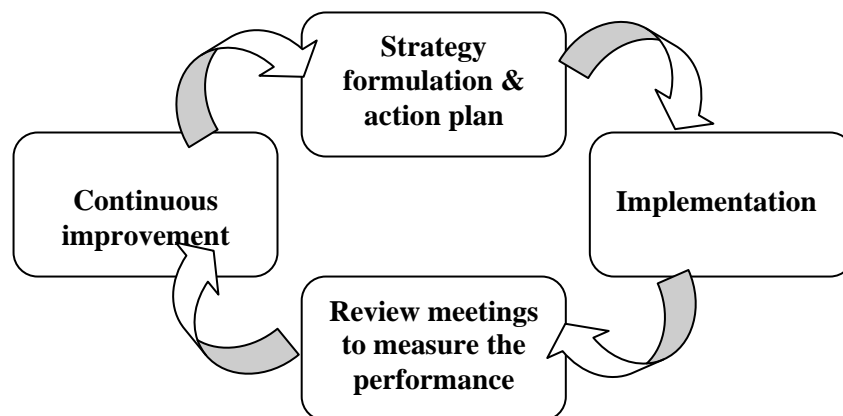 Strategy
formulation &
action plan
Continuous
improvement
Implementation
Review meetings
to measure the
performance